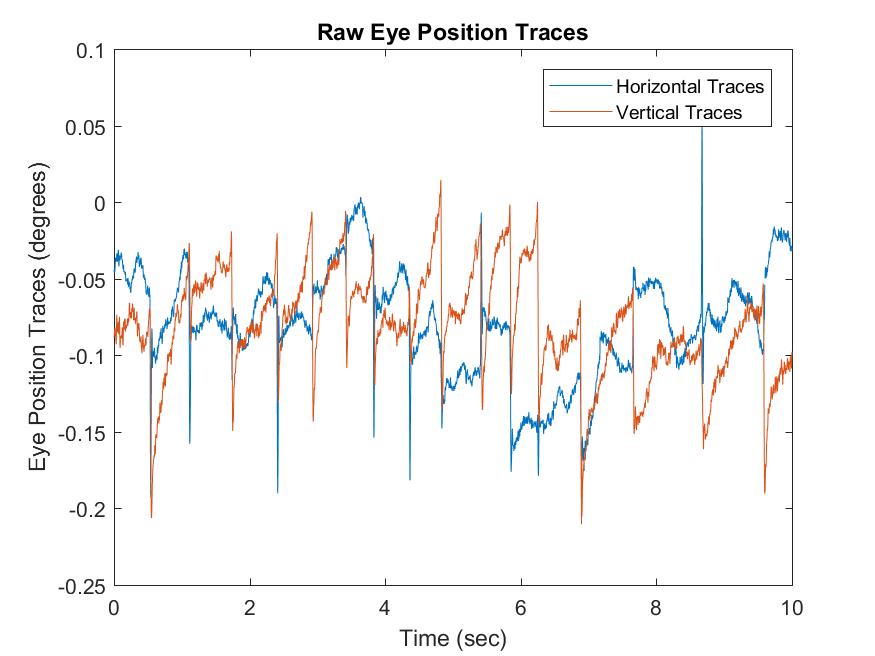 Raw Eye Position Traces
Horizontal Traces
Vertical Traces
Eye Position Traces (degrees)
0.1
0.05
0
-0.05
-0.1
-0.15
-0.2
-0.25
0 2 4 6 8 10
Time (sec)